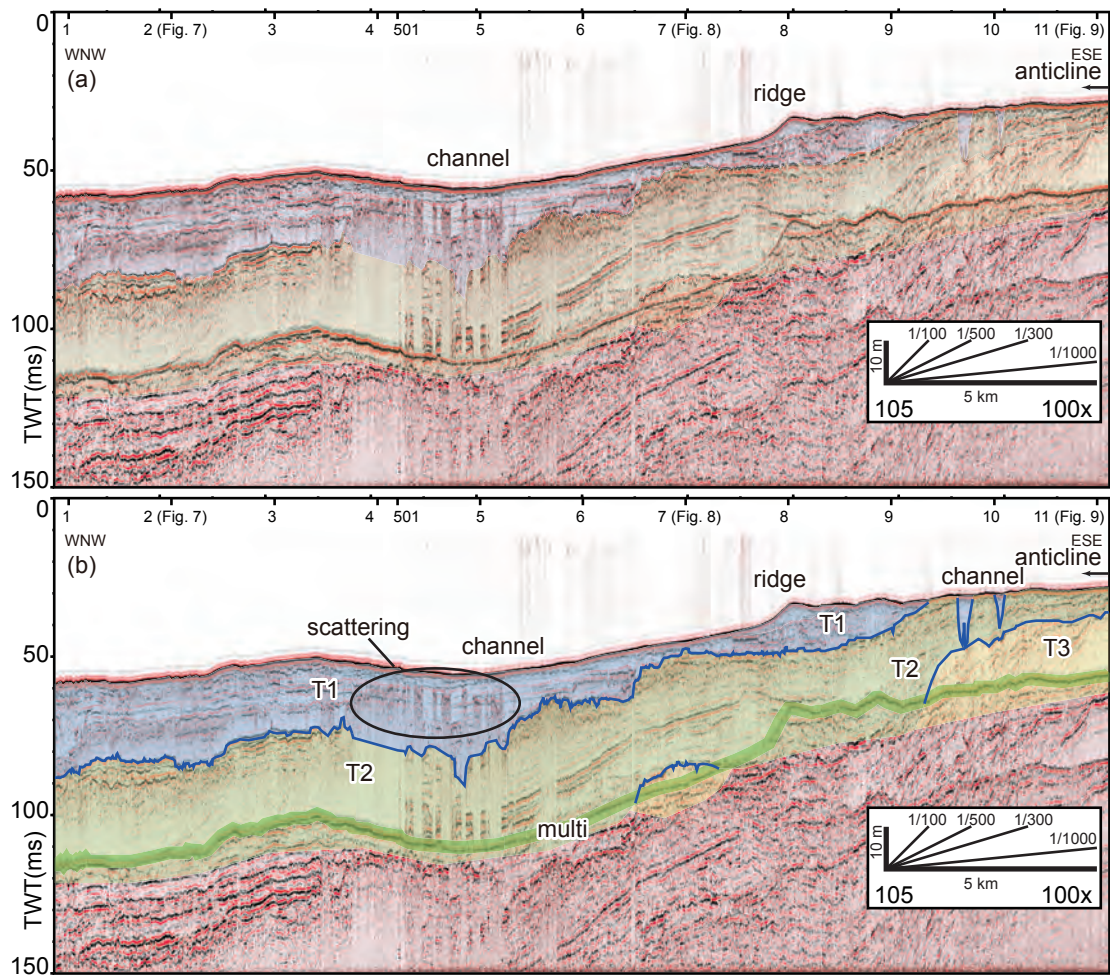 0
1 2 (Fig. 7) 3 4 501 5 6 7 (Fig. 8) 8 9 10 11 (Fig. 9)
WNW ESE
(a)
anticline
ridge
channel
50
100
TWT(ms)
150
1/100 1/500 1/300
1/1000
10 m
5 km
105 100x
0
1 2 (Fig. 7) 3 4 501 5 6 7 (Fig. 8) 8 9 10 11 (Fig. 9)
WNW ESE
(b)
anticline
ridge channel
scattering channel
T1
T3
50
T1
T2
T2
multi
100
TWT(ms)
150
1/100 1/500 1/300
1/1000
10 m
5 km
105 100x